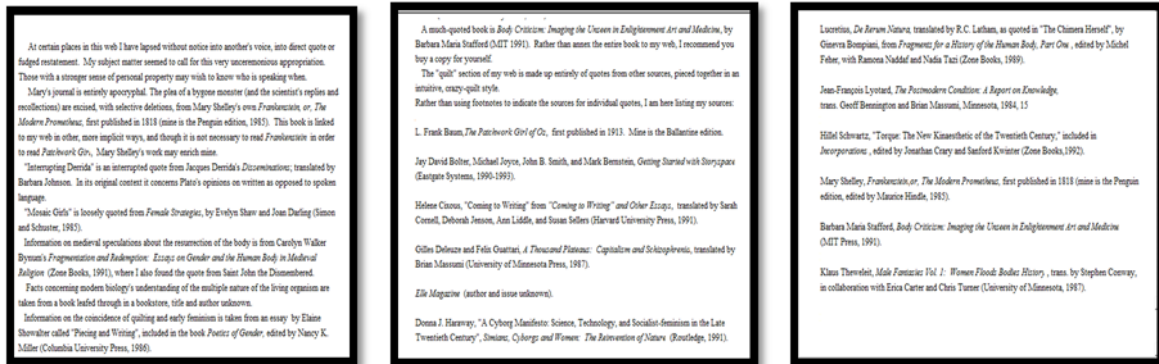 At certain places in this web I have lapsed without notice into another's voice, into direct quote or
fudged restatement. My subject matter seemed to call for this very unceremonious appropriation.
Those with a stronger sense of personal property may wish to know who is speaking when.
Mary's journal is entirely apocryphal. The plea of a bygone monster (and the scientist's replies and
recollections) are excised, with selective deletions, from Mary Shelley's own Frankenstein, or, The
Modern Prometheus, first published in 1818 (mine is the Penguin edition, 1985). This book is linked
to my web in other, more implicit ways, and though it is not necessary to read Frankenstein in order
to read Patchwork Girl, Mary Shelley's work may enrich mine.
"Interrupting Derrida" is an interrupted quote from Jacques Derrida's Disseminations; translated by
Barbara Johnson. In its original context it concerns Plato's opinions on written as opposed to spoken
language.
"Mosaic Girls" is loosely quoted from Female Strategies, by Evelyn Shaw and Joan Darling (Simon
and Schuster, 1985).
Information on medieval speculations about the resurrection of the body is from Carolyn Walker
Bynum's Fragmentation and Redemption: Essays on Gender and the Human Body in Medieval
Religion (Zone Books, 1991), where I also found the quote from Saint John the Dismembered.
Facts concerning modern biology's understanding of the multiple nature of the living organism are
taken from a book leafed through in a bookstore, title and author unknown.
Information on the coincidence of quilting and early feminism is taken from an essay by Elaine
Showalter called "Piecing and Writing", included in the book Poetics of Gender, edited by Nancy K.
Miller (Columbia University Press, 1986).
A much-quoted book is Body Criticism: Imaging the Unseen in Enlightenment Art and Medicine, by
Barbara Maria Stafford (MIT 1991). Rather than annex the entire book to my web, I recommend you
buy a copy for yourself.
The "quilt" section of my web is made up entirely of quotes from other sources, pieced together in an
intuitive, crazy-quilt style.
Rather than using footnotes to indicate the sources for individual quotes, I am here listing my sources:
L. Frank Baum, The Patchwork Girl of Oz, first published in 1913. Mine is the Ballantine edition.
Jay David Bolter, Michael Joyce, John B. Smith, and Mark Bernstein, Getting Started with Storyspace
(Eastgate Systems, 1990-1993).
Helene Cixous, "Coming to Writing" from "Coming to Writing" and Other Essays, translated by Sarah
Cornell, Deborah Jenson, Ann Liddle, and Susan Sellers (Harvard University Press, 1991).
Gilles Deleuze and Felix Guattari, A Thousand Plateaus: Capitalism and Schizophrenia, translated by
Brian Massumi (University of Minnesota Press, 1987).
Elle Magazine (author and issue unknown).
Donna J. Haraway, "A Cyborg Manifesto: Science, Technology, and Socialist-feminism in the Late
Twentieth Century", Simians, Cyborgs and Women: The Reinvention of Nature (Routledge, 1991).
Lucretius, De Rerum Natura, translated by R.C. Latham, as quoted in "The Chimera Herself", by
Ginevra Bompiani, from Fragments for a History of the Human Body, Part One , edited by Michel
Feher, with Ramona Naddaf and Nadia Tazi (Zone Books, 1989).
Jean-François Lyotard, The Postmodern Condition: A Report on Knowledge,
trans. Geoff Bennington and Brian Massumi, Minnesota, 1984, 15
Hillel Schwartz, "Torque: The New Kinaesthetic of the Twentieth Century;" included in
Incorporations , edited by Jonathan Crary and Sanford Kwinter (Zone Books,1992).
Mary Shelley, Frankenstein,or, The Modern Prometheus, first published in 1818 (mine is the Penguin
edition, edited by Maurice Hindle, 1985).
Barbara Maria Stafford, Body Criticism: Imaging the Unseen in Enlightenment Art and Medicine
(MIT Press, 1991).
Klaus Theweleit, Male Fantasies Vol. 1: Women Floods Bodies History , trans. by Stephen Conway,
in collaboration with Erica Carter and Chris Turner (University of Minnesota, 1987).